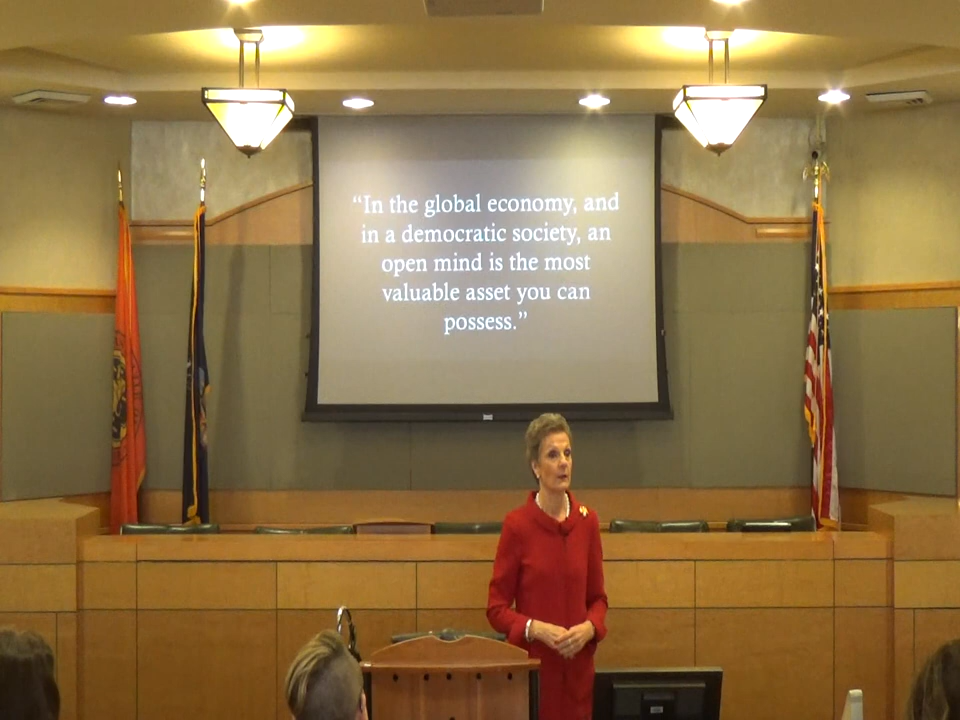 “In the global economy, and
in a democratic society, an
open mind is the most
valuable asset you can
possess.”